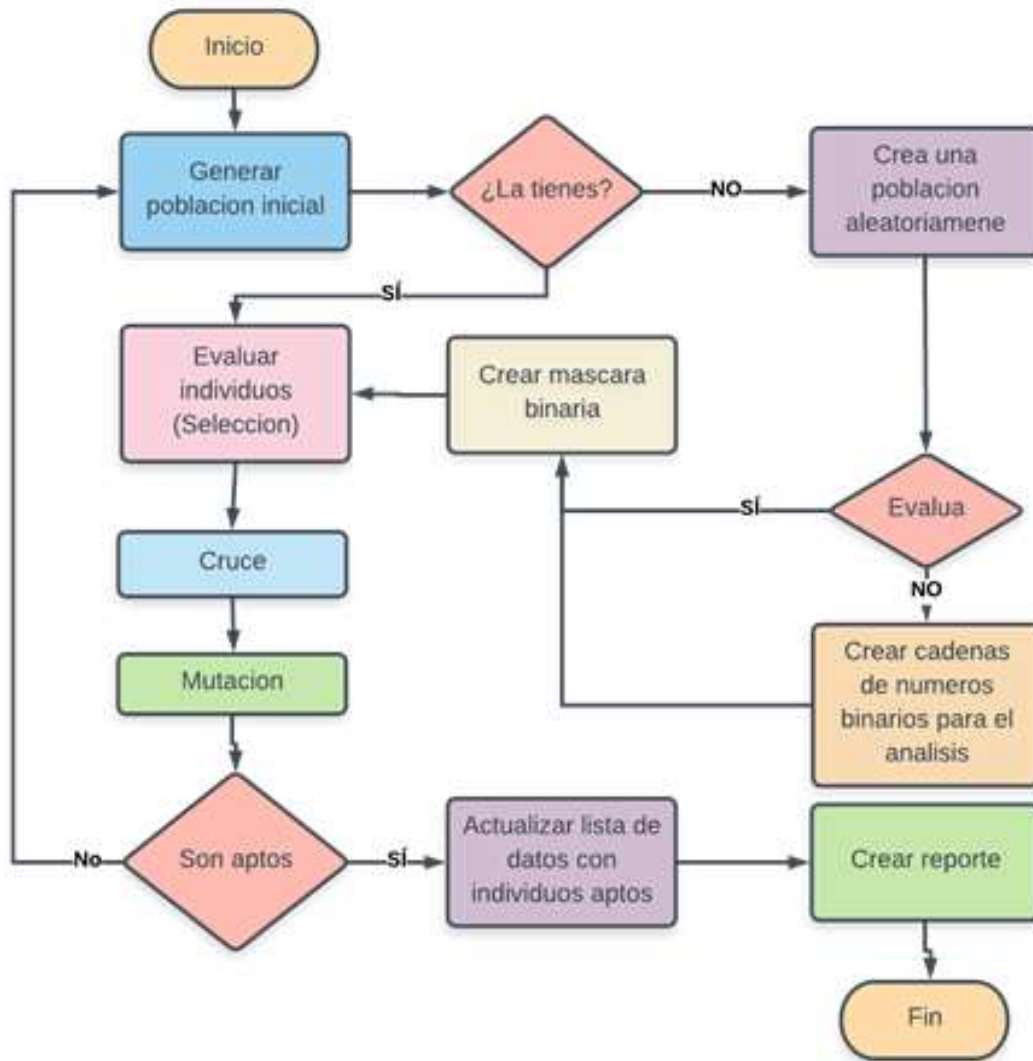 Inicio
Generar
poblacion inicial
¿La tienes?
NO
Crea una
poblacion
aleatoriamene
SÍ
Evaluar
individuos
(Seleccion)
Crear mascara
binaria
Evalua
SÍ
NO
Cruce
Crear cadenas
de numeros
binarios para el
analisis
Mutacion
Son aptos
No
SÍ
Actualizar lista de
datos con
individuos aptos
Crear reporte
Fin